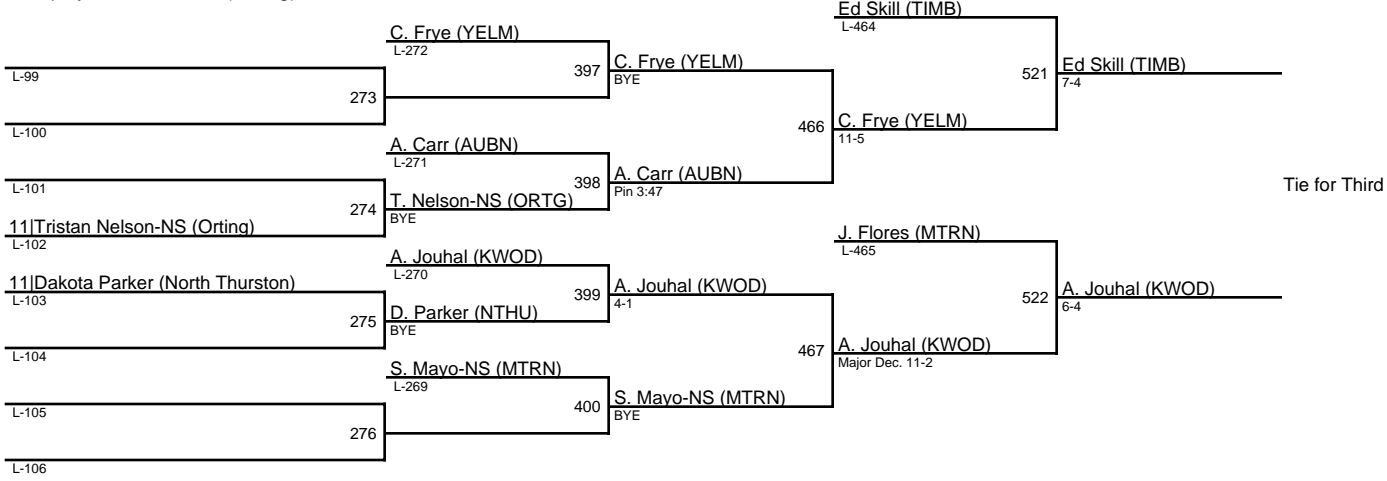 Ed Skill (TIMB)
L-464
C. Frye (YELM)
L-272
397
C. Frye (YELM)
BYE
521
Ed Skill (TIMB)
7-4
L-99
273
L-100
466
C. Frye (YELM)
11-5
A. Carr (AUBN)
L-271
398
A. Carr (AUBN)
Pin 3:47
L-101
274
T. Nelson-NS (ORTG)
BYE
11|Tristan Nelson-NS (Orting)
L-102
Tie for Third
J. Flores (MTRN)
L-465
A. Jouhal (KWOD)
L-270
11|Dakota Parker (North Thurston)
L-103
399
A. Jouhal (KWOD)
4-1
522
A. Jouhal (KWOD)
6-4
275
D. Parker (NTHU)
BYE
L-104
467
A. Jouhal (KWOD)
Major Dec. 11-2
S. Mayo-NS (MTRN)
L-269
400
S. Mayo-NS (MTRN)
BYE
L-105
276
L-106